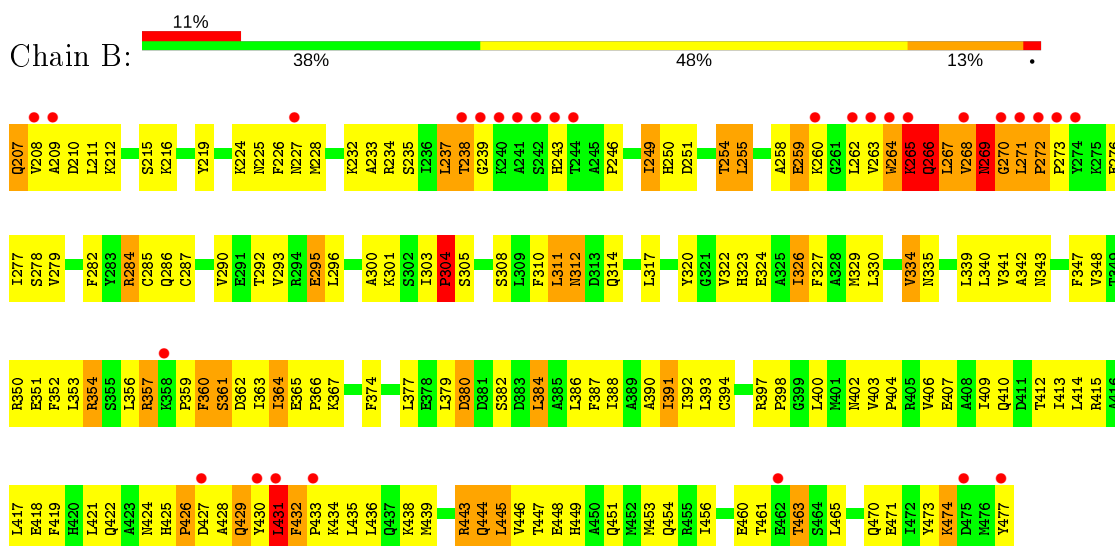 11%
Chain B:
38% 48% 13% •
Q207 V208 A209 D210 L211 K212 S215 K216 Y219 K224 N225 F226 N227 M228 K232 A233 R234 S235 I236 L237 T238 G239 K240 A241 S242 H243 T244 A245 P246 I249 H250 D251 T254 L255 A258 E259 K260 G261 L262 V263 W264 K265 Q266 L267 V268 N269 G270 L271 P272 P273 Y274 K275 E276
I277 S278 V279 F282 Y283 R284 C285 Q286 C287 V290 E291 T292 V293 R294 E295 L296 A300 K301 S302 I303 P304 S305 S308 L309 F310 L311 N312 D313 Q314 L317 Y320 G321 V322 H323 E324 A325 I326 F327 A328 M329 L330 V334 N335 L339 L340 V341 A342 N343 F347 V348 T349
R350 E351 F352 L353 R354 S355 L356 R357 K358 P359 F360 S361 D362 I363 I364 E365 P366 K367 F374 L377 E378 L379 D380 D381 S382 D383 L384 A385 L386 F387 I388 A389 A390 I391 I392 L393 C394 R397 P398 G399 L400 M401 N402 V403 P404 R405 V406 E407 A408 I409 Q410 D411 T412 I413 L414 R415 A416
L417 E418 F419 H420 L421 Q422 A423 N424 H425 P426 D427 A428 Q429 Y430 L431 F432 P433 K434 L435 L436 Q437 K438 M439 R443 Q444 L445 V446 T447 E448 H449 A450 Q451 M452 M453 Q454 R455 I456 E460 T461 E462 T463 S464 L465 Q470 E471 I472 Y473 K474 D475 M476 Y477